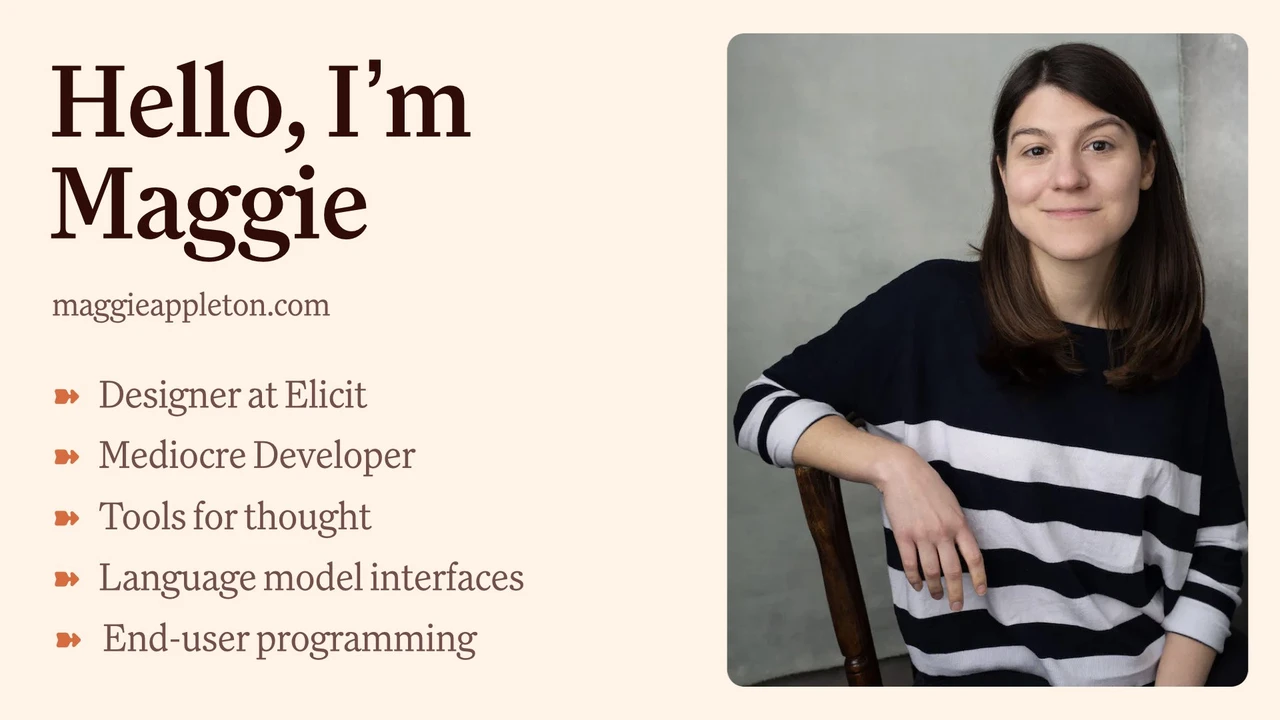 Hello, I’m
Maggie
maggieappleton.com
Designer at Elicit
Mediocre Developer
Tools for thought
Language model interfaces
End-user programming